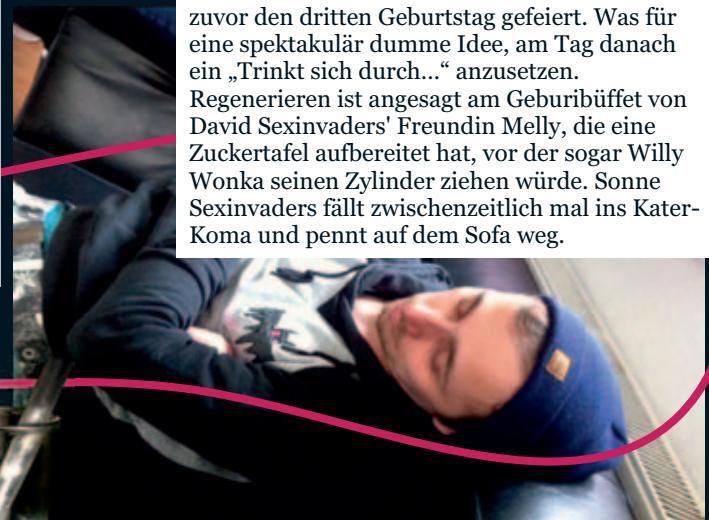 zuvor den dritten Geburtstag gefeiert. Was für
eine spektakulär dumme Idee, am Tag danach
ein „Trinkt sich durch...“ anzusetzen.
Regenerieren ist angesagt am Geburibüffet von
David Sexinvaders' Freundin Melly, die eine
Zuckertafel aufbereitet hat, vor der sogar Willy
Wonka seinen Zylinder ziehen würde. Sonne
Sexinvaders fällt zwischenzeitlich mal ins Kater-
Koma und pennt auf dem Sofa weg.